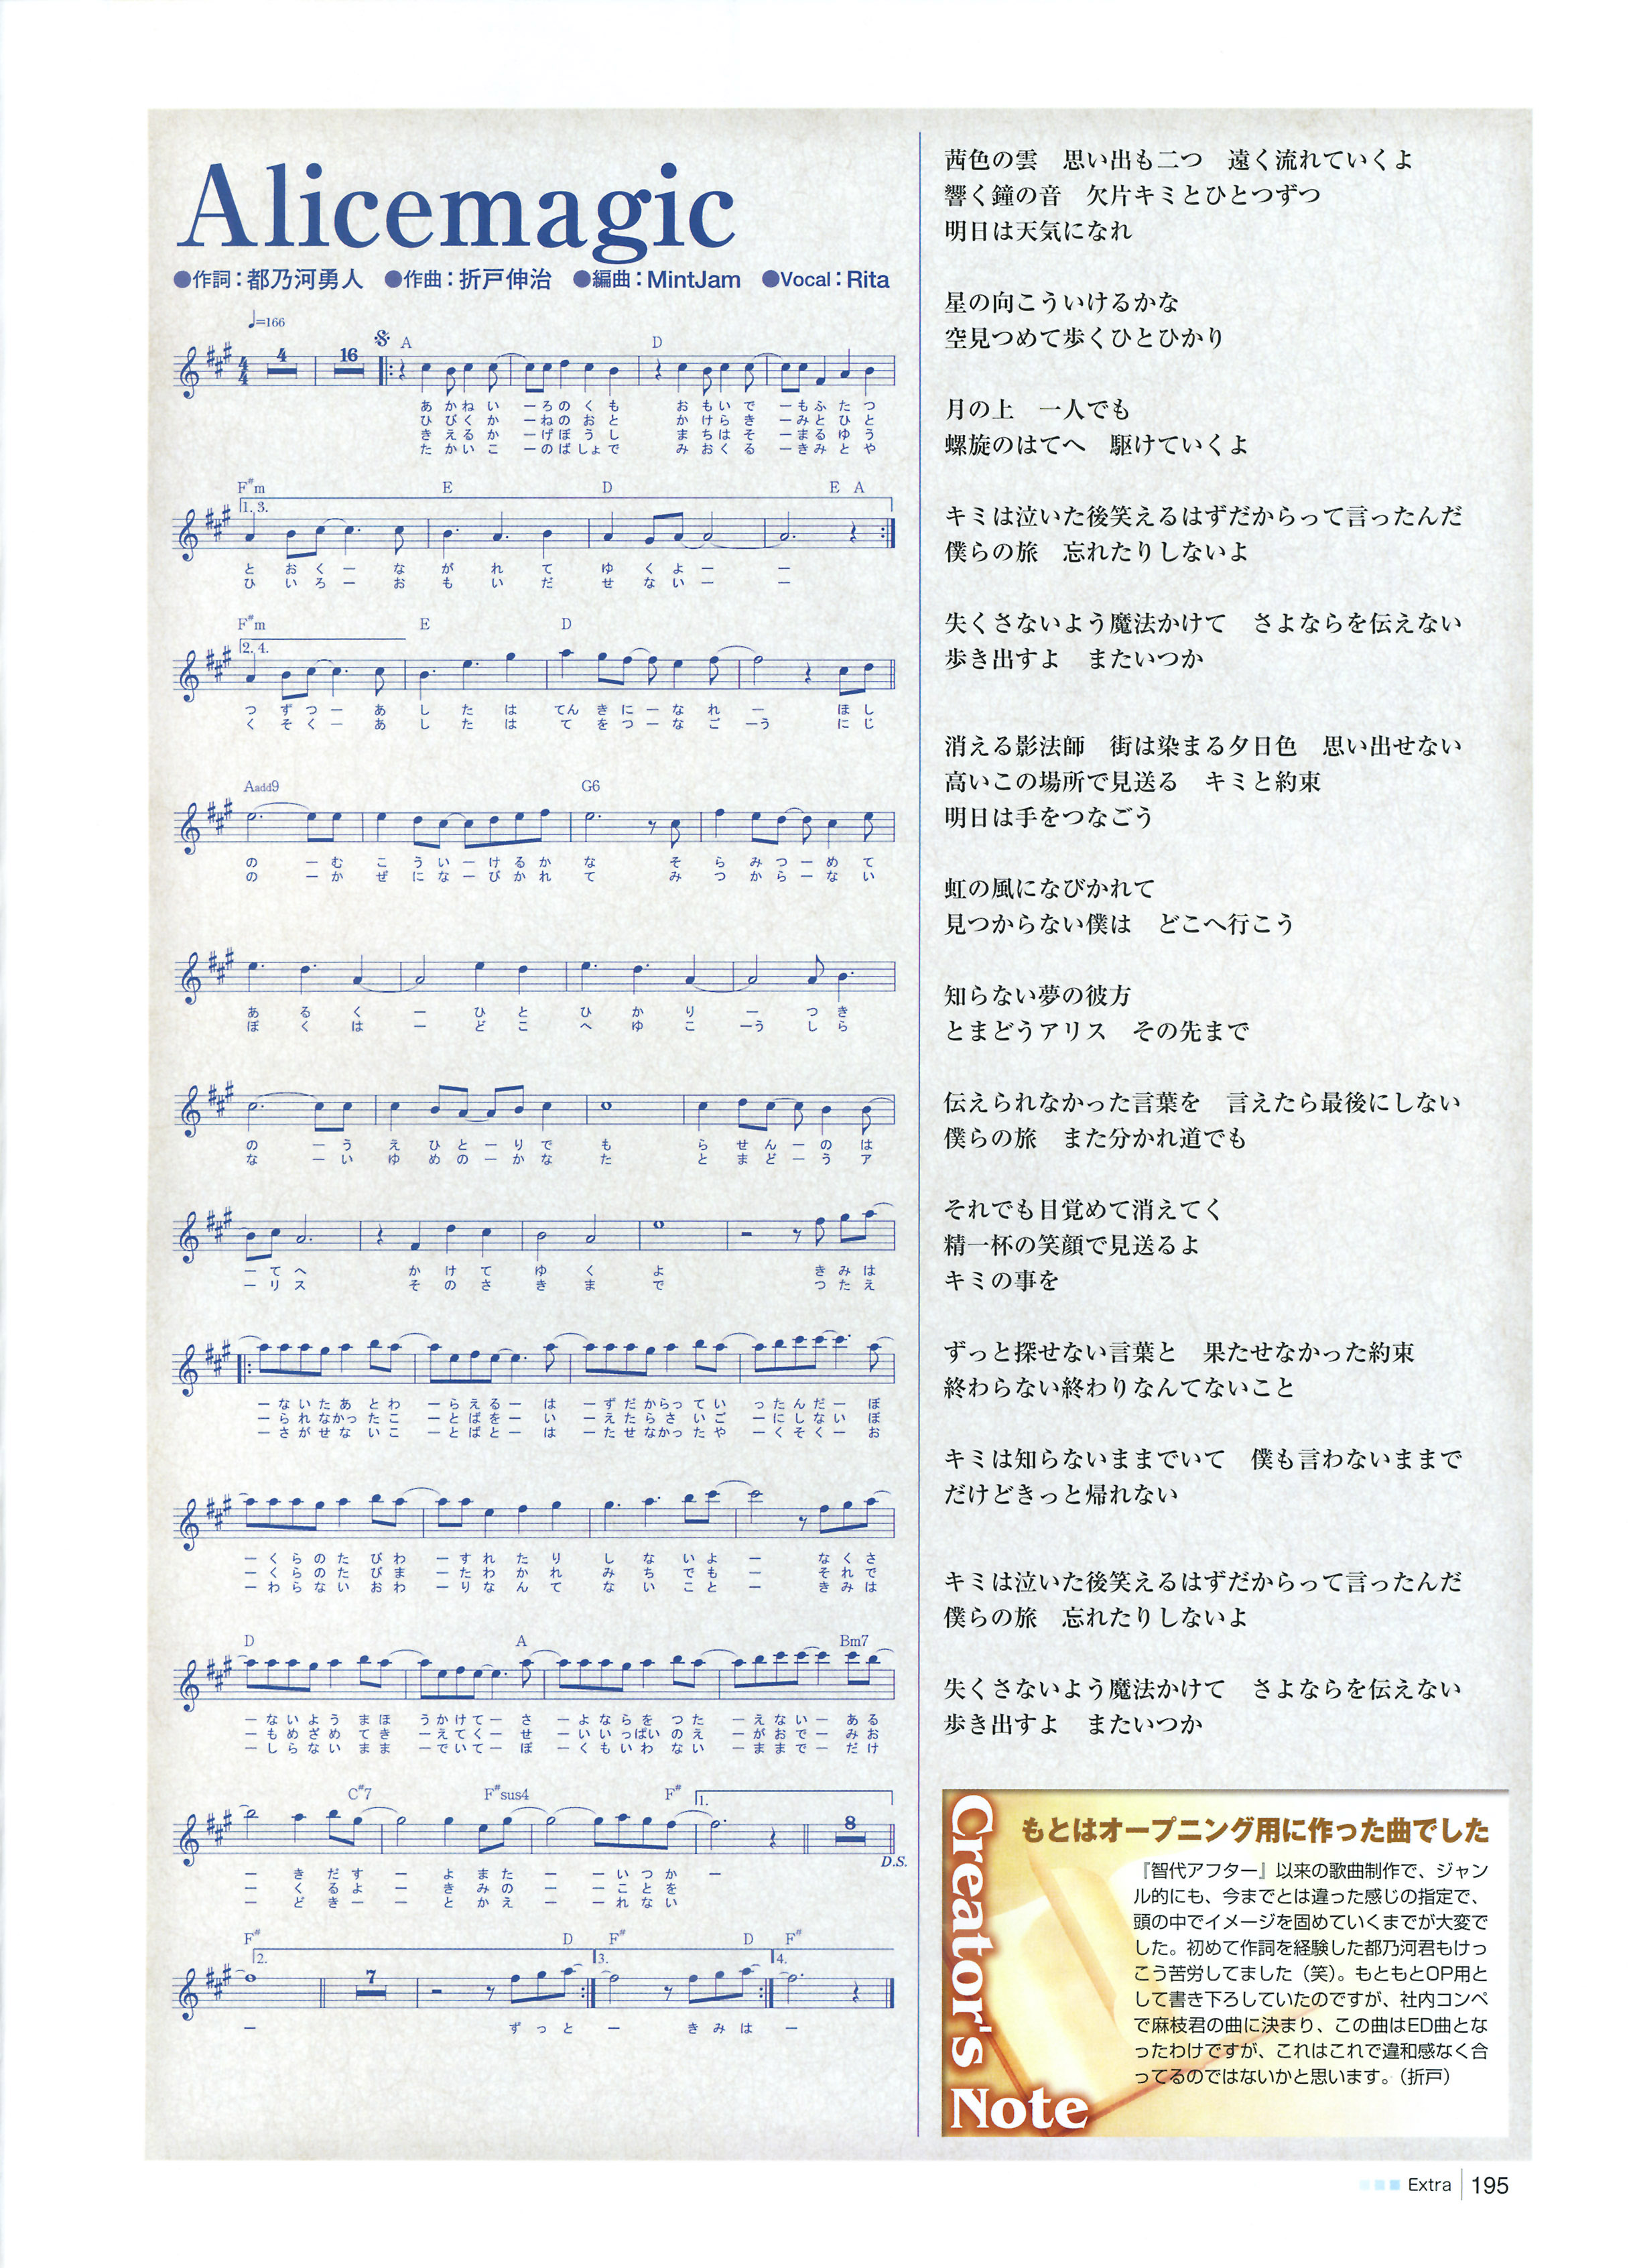 Alicemagic
●作詞：都乃河勇人　●作曲：折戸伸治　●編曲：MintJam　●Vocal：Rita
♩=166
4 16 A D
あ かね い ーろの く も お もい で ーもふ た つ
ひ びく か ーねの お と か けら き ーみと ひ と
き える か ーげぼ う し ま ちは そ ーまる ゆ う
た かい こ ーのばしょで み おく る ーきみ と や
F#m E D E A
1. 3.
と お く ー な が れ て ゆ く よ ー ー
ひ い ろ ー お も い だ せ な い ー ー
F#m E D
2. 4.
つ ず つ ー あ し た は てん き に ー な れ ー ほ し
く そ く ー あ し た は て を つ ー な ご ーう に じ
Aadd9 G6
の ー む こ う い ー け る か な そ ら み つ ー め て
の ー か ぜ に な ー び か れ て み つ か ら ー な い
あ る く ー ひ と ひ か り ー つ き
ぼ く は ー ど こ へ ゆ こ ーう し ら
の ー う え ひ と ー り で も ら せ ん ー の は
な ー い ゆ め の ー か な た と ま ど ー う ア
ー て へ か け て ゆ く よ き み は
ー リ ス そ の さ き ま で つ た え
ー な い た あ と わ ー ら え る ー は ー ず だ からっ て い っ た ん だ ー ぼ
ー ら れ なかっ た こ ー と ば を ー い ー え た ら さ い ご ー に し な い ぼ
ー さ が せ な い こ ー と ば と ー は ー た せ なかっ た や ー く そ く ー お
ー く ら の た び わ ー す れ た り し な い よ ー な く さ
ー く ら の た び ま ー た わ か れ み ち で も ー そ れ で
ー わ ら な い お わ ー り な ん て な い こ と ー き み は
D A Bm7
ー な い よ う ま ほ う か け て ー さ ー よ な ら を つ た ー え な い ー あ る
ー も め ざ め て き ー え て く ー せ ー い いっ ぱい の え ー が お で ー み お
ー し ら な い ま ま ー で い て ー ぼ ー く も い わ な い ー ま ま で ー だ け
C#7 F#sus4 F# 1. 8
D.S.
ー き だ す ー よ ま た ー ー い つ か ー
ー く る よ ー き み の ー ー こ と を
ー ど き ー ー と か え ー ー れ な い
F# D F# D F#
2. 7 3. 4.
ー ず っ と ー き み は ー
茜色の雲　思い出も二つ　遠く流れていくよ
響く鐘の音　欠片キミとひとつずつ
明日は天気になれ
星の向こういけるかな
空見つめて歩くひとひかり
月の上　一人でも
螺旋のはてへ　駆けていくよ
キミは泣いた後笑えるはずだからって言ったんだ
僕らの旅　忘れたりしないよ
失くさないよう魔法かけて　さよならを伝えない
歩き出すよ　またいつか
消える影法師　街は染まる夕日色　思い出せない
高いこの場所で見送る　キミと約束
明日は手をつなごう
虹の風になびかれて
見つからない僕は　どこへ行こう
知らない夢の彼方
とまどうアリス　その先まで
伝えられなかった言葉を　言えたら最後にしない
僕らの旅　また分かれ道でも
それでも目覚めて消えてく
精一杯の笑顔で見送るよ
キミの事を
ずっと探せない言葉と　果たせなかった約束
終わらない終わりなんてないこと
キミは知らないままでいて　僕も言わないままで
だけどきっと帰れない
キミは泣いた後笑えるはずだからって言ったんだ
僕らの旅　忘れたりしないよ
失くさないよう魔法かけて　さよならを伝えない
歩き出すよ　またいつか
Creator's Note
もとはオープニング用に作った曲でした
『智代アフター』以来の歌曲制作で、ジャン
ル的にも、今までとは違った感じの指定で、
頭の中でイメージを固めていくまでが大変で
した。初めて作詞を経験した都乃河君もけっ
こう苦労してました（笑）。もともとOP用と
して書き下ろしていたのですが、社内コンペ
で麻枝君の曲に決まり、この曲はED曲とな
ったわけですが、これはこれで違和感なく合
ってるのではないかと思います。（折戸）
Extra 195